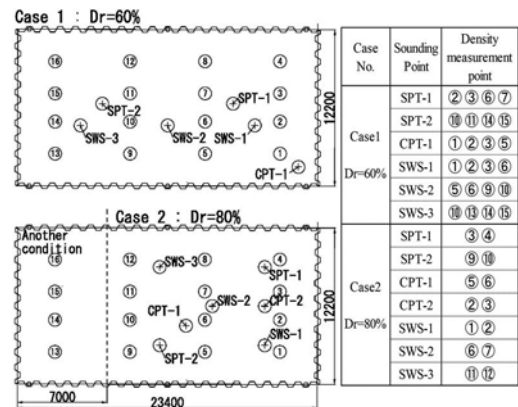 Case 1 : Dr=60%
⑯ ⑫ ⑧ ④
⑮ ⑪ ⑦ SPT-1 ③
SPT-2
⑭ ⑩ ⑥ ②
SWS-3 SWS-2 SWS-1
⑬ ⑨ ⑤ ①
CPT-1
12200
Case 2 : Dr=80%
Another
condition
⑯ ⑫ SWS-3 ⑧ ④
SPT-1
⑮ ⑪ ⑦ ③
SWS-2 CPT-2
⑭ ⑩ ⑥ ②
CPT-1 SWS-1
⑬ ⑨ SPT-2 ⑤ ①
12200
7000
23400
Case No. Sounding Point Density measurement point
Case1 Dr=60%
SPT-1 ②③⑥⑦
SPT-2 ⑩⑪⑭⑮
CPT-1 ①②③⑤
SWS-1 ①②③⑥
SWS-2 ⑤⑥⑨⑩
SWS-3 ⑩⑬⑭⑮
Case2 Dr=80%
SPT-1 ③④
SPT-2 ⑨⑩
CPT-1 ⑤⑥
CPT-2 ②③
SWS-1 ①②
SWS-2 ⑥⑦
SWS-3 ⑪⑫